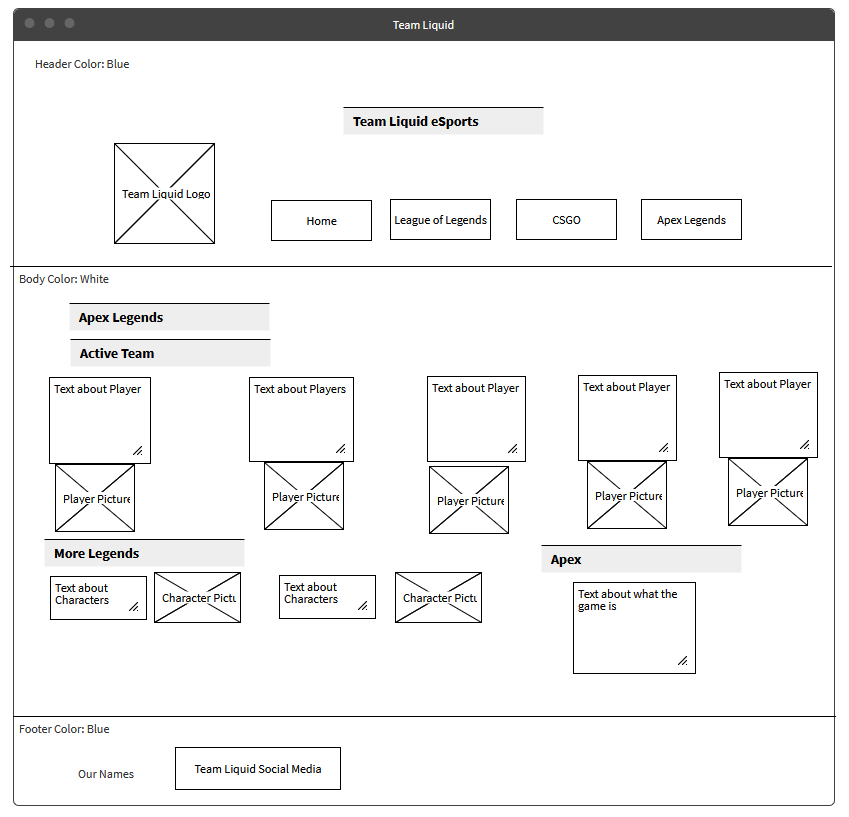 Team Liquid
Header Color: Blue
Team Liquid eSports
Team Liquid Logo
Home
League of Legends
CSGO
Apex Legends
Body Color: White
Apex Legends
Active Team
Text about Player
Text about Players
Text about Player
Text about Player
Text about Player
Player Picture
Player Picture
Player Picture
Player Picture
Player Picture
More Legends
Apex
Text about
Characters
Character Pictu
Text about
Characters
Character Pictu
Text about what the
game is
Footer Color: Blue
Our Names
Team Liquid Social Media